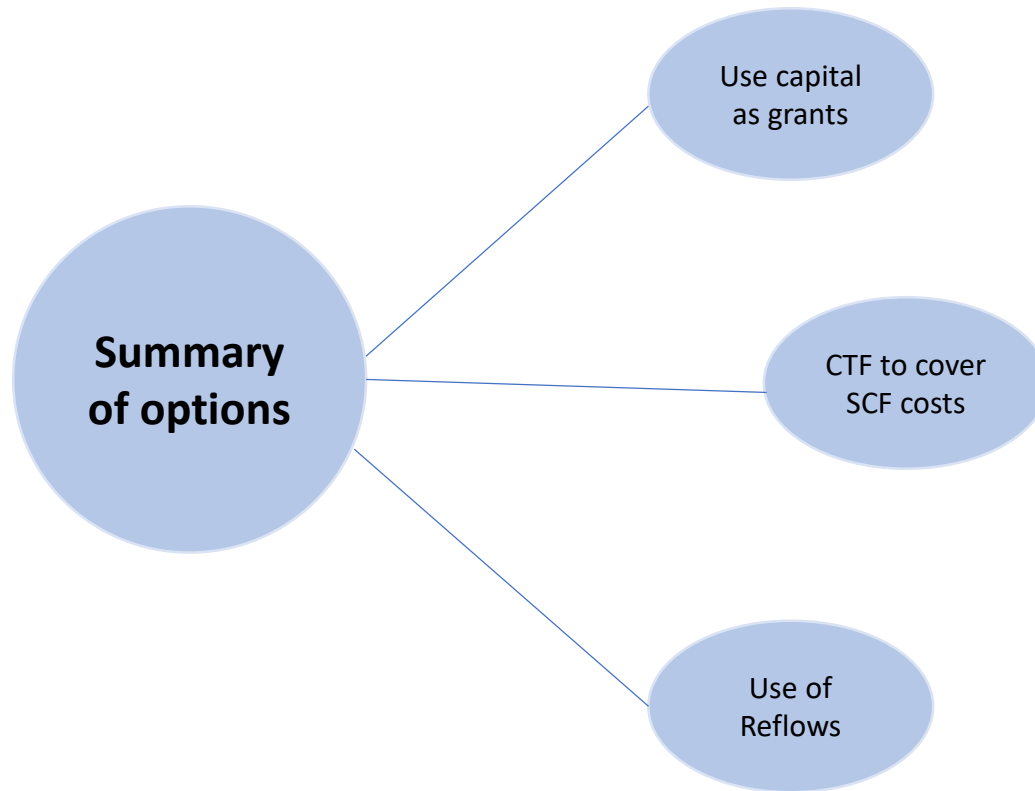 Summary
of options
Use capital
as grants
CTF to cover
SCF costs
Use of
Reflows